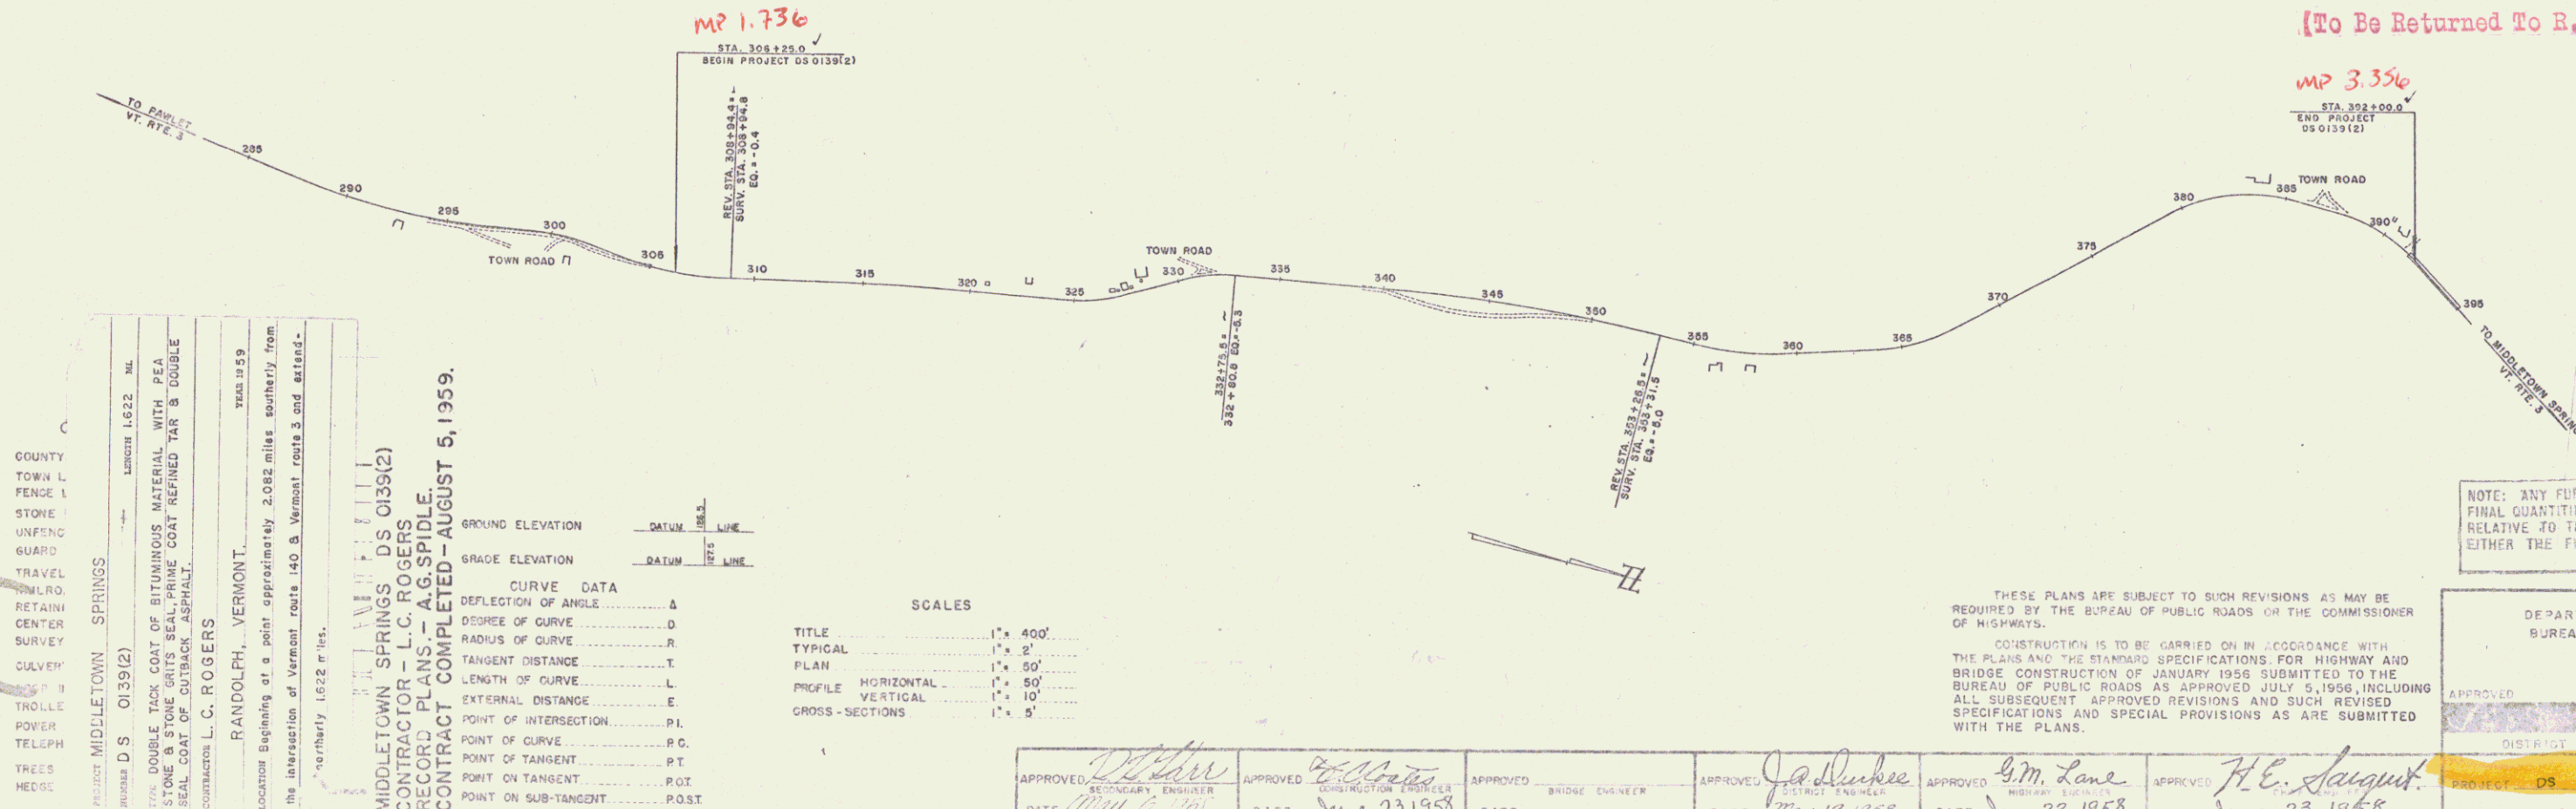 MP 1.736
STA. 306+25.0 ✓
BEGIN PROJECT DS 0139(2)
(To Be Returned To R.
MP 3.356
STA. 392+00.0 ✓
END PROJECT
DS 0139(2)
TO PAWLET
VT. RTE. 3
REV. STA. 308+94.4 =
SURV. STA. 308+94.8
EQ. = -0.4
285
290
295
300
TOWN ROAD
305
310
315
320
325
TOWN ROAD
330
335
340
345
350
355
360
365
370
375
380
385
TOWN ROAD
390
395
TO MIDDLETOWN SPRING
VT. RTE. 3
332+75.5 =
332+80.8 EQ. = -5.3
REV. STA. 353+26.5 =
SURV. STA. 353+31.5
EQ. = -5.0
COUNTY
TOWN L
FENCE L
STONE
UNFENC
GUARD
TRAVEL
RETAINI
CENTER
SURVEY
CULVER
TROLLE
POWER
TELEPH
TREES
HEDGE
PROJECT MIDDLETOWN SPRINGS
NUMBER DS 0139(2) LENGTH 1.622 MI.
TYPE DOUBLE TACK COAT OF BITUMINOUS MATERIAL WITH PEA
STONE & STONE GRITS SEAL, PRIME COAT REFINED TAR & DOUBLE
SEAL COAT OF CUTBACK ASPHALT.
CONTRACTOR L. C. ROGERS
RANDOLPH, VERMONT. YEAR 1959
LOCATION Beginning at a point approximately 2.082 miles southerly from
the intersection of Vermont route 140 & Vermont route 3 and extend-
northerly 1.622 miles.
MIDDLETOWN SPRINGS DS 0139(2)
CONTRACTOR - L.C. ROGERS
RECORD PLANS. - A.G. SPIDLE.
CONTRACT COMPLETED - AUGUST 5, 1959.
GROUND ELEVATION DATUM 126.5 LINE
GRADE ELEVATION DATUM 127.5 LINE
CURVE DATA
DEFLECTION OF ANGLE Δ
DEGREE OF CURVE D.
RADIUS OF CURVE R.
TANGENT DISTANCE T.
LENGTH OF CURVE L.
EXTERNAL DISTANCE E.
POINT OF INTERSECTION P.I.
POINT OF CURVE P.C.
POINT OF TANGENT P.T.
POINT ON TANGENT P.O.T.
POINT ON SUB-TANGENT P.O.S.T.
SCALES
TITLE 1" = 400'
TYPICAL 1" = 2'
PLAN 1" = 50'
PROFILE HORIZONTAL 1" = 50'
VERTICAL 1" = 10'
CROSS-SECTIONS 1" = 5'
THESE PLANS ARE SUBJECT TO SUCH REVISIONS AS MAY BE
REQUIRED BY THE BUREAU OF PUBLIC ROADS OR THE COMMISSIONER
OF HIGHWAYS.
CONSTRUCTION IS TO BE CARRIED ON IN ACCORDANCE WITH
THE PLANS AND THE STANDARD SPECIFICATIONS FOR HIGHWAY AND
BRIDGE CONSTRUCTION OF JANUARY 1956 SUBMITTED TO THE
BUREAU OF PUBLIC ROADS AS APPROVED JULY 5, 1956, INCLUDING
ALL SUBSEQUENT APPROVED REVISIONS AND SUCH REVISED
SPECIFICATIONS AND SPECIAL PROVISIONS AS ARE SUBMITTED
WITH THE PLANS.
NOTE: ANY FU
FINAL QUANTITI
RELATIVE TO T
EITHER THE F
DEPAR
BUREA
APPROVED
DISTRICT
PROJECT DS
APPROVED
SECONDARY ENGINEER
APPROVED
CONSTRUCTION ENGINEER
23 1958
APPROVED
BRIDGE ENGINEER
APPROVED
DISTRICT ENGINEER
APPROVED G.M. Lane
HIGHWAY ENGINEER
APPROVED H.E. Sargent.